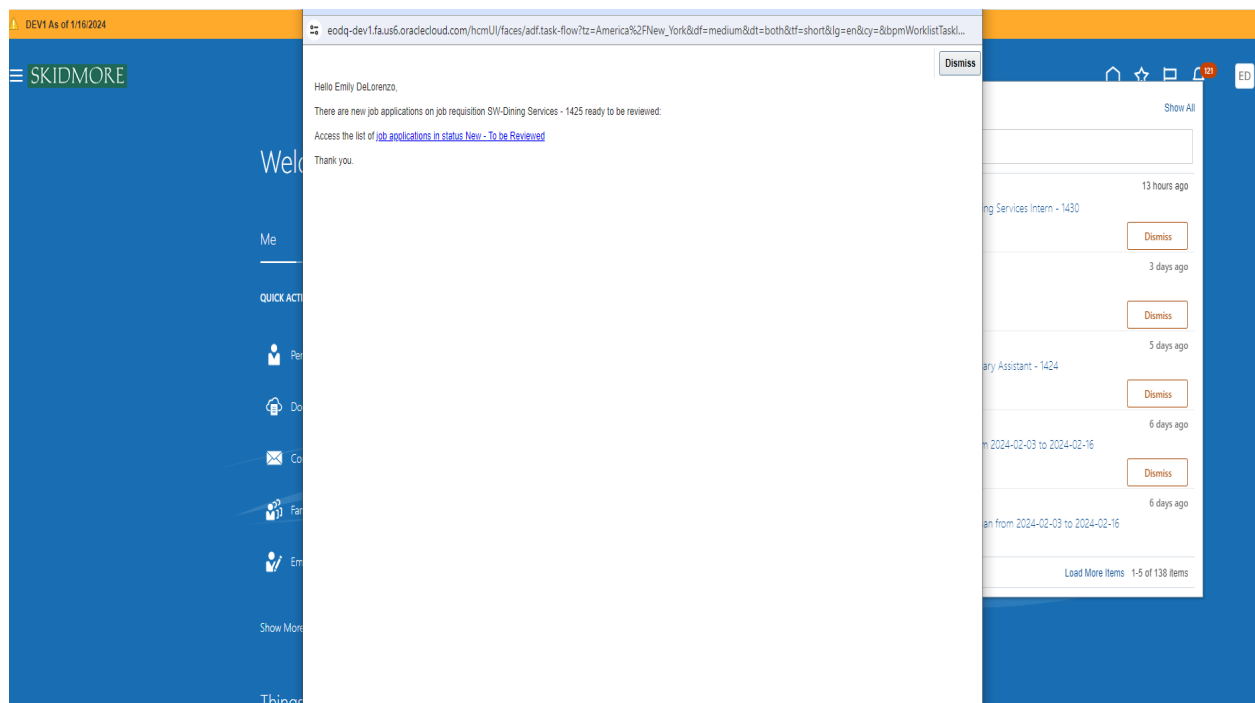 DEV1 As of 1/16/2024
eodq-dev1.fa.us6.oraclecloud.com/hcmUI/faces/adf.task-flow?tz=America%2FNew_York&df=medium&dt=both&tf=short&lg=en&cy=&bpmWorklistTaskI...
Dismiss
SKIDMORE
121
ED
Hello Emily DeLorenzo,
There are new job applications on job requisition SW-Dining Services - 1425 ready to be reviewed:
Access the list of job applications in status New - To be Reviewed
Thank you.
Show All
Welc
13 hours ago
ng Services Intern - 1430
Me
Dismiss
3 days ago
QUICK ACTI
Dismiss
5 days ago
Per
ary Assistant - 1424
Dismiss
Do
6 days ago
m 2024-02-03 to 2024-02-16
Co
Dismiss
6 days ago
Far
an from 2024-02-03 to 2024-02-16
Em
Load More Items 1-5 of 138 items
Show More
Things